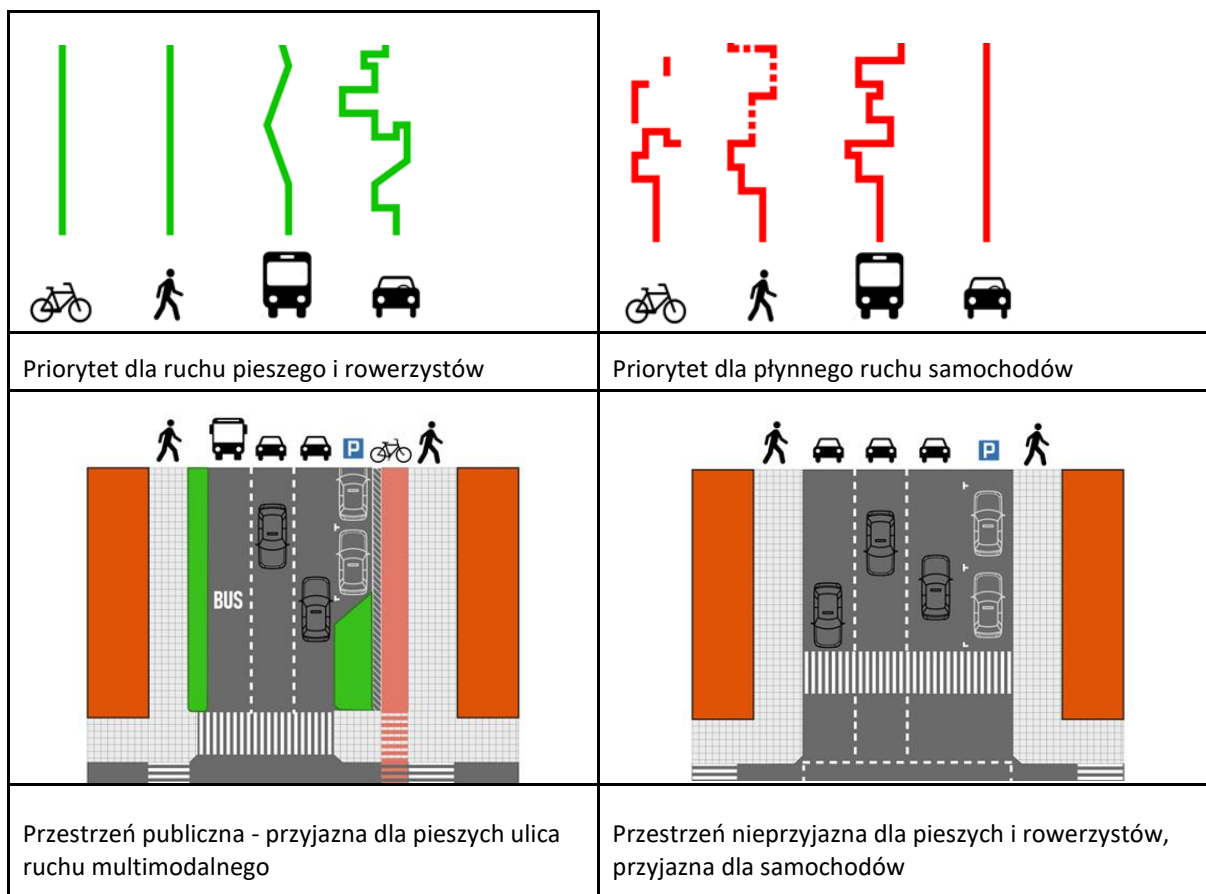 Priorytet dla ruchu pieszego i rowerzystów
Priorytet dla płynnego ruchu samochodów
P
BUS
P
Przestrzeń publiczna - przyjazna dla pieszych ulica
ruchu multimodalnego
Przestrzeń nieprzyjazna dla pieszych i rowerzystów,
przyjazna dla samochodów